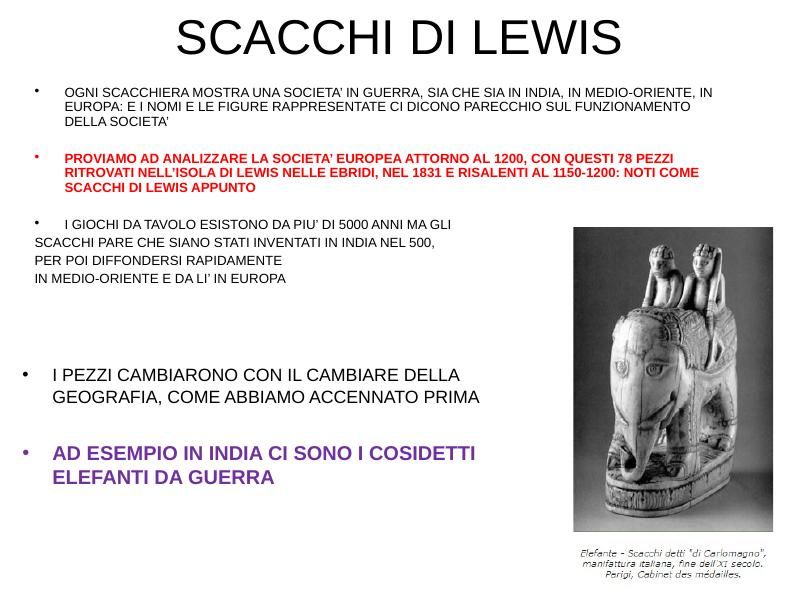 SCACCHI DI LEWIS
• OGNI SCACCHIERA MOSTRA UNA SOCIETA' IN GUERRA, SIA CHE SIA IN INDIA, IN MEDIO-ORIENTE, IN
EUROPA: E I NOMI E LE FIGURE RAPPRESENTATE CI DICONO PARECCHIO SUL FUNZIONAMENTO
DELLA SOCIETA'
• PROVIAMO AD ANALIZZARE LA SOCIETA' EUROPEA ATTORNO AL 1200, CON QUESTI 78 PEZZI
RITROVATI NELL'ISOLA DI LEWIS NELLE EBRIDI, NEL 1831 E RISALENTI AL 1150-1200: NOTI COME
SCACCHI DI LEWIS APPUNTO
• I GIOCHI DA TAVOLO ESISTONO DA PIU' DI 5000 ANNI MA GLI
SCACCHI PARE CHE SIANO STATI INVENTATI IN INDIA NEL 500,
PER POI DIFFONDERSI RAPIDAMENTE
IN MEDIO-ORIENTE E DA LI' IN EUROPA
• I PEZZI CAMBIARONO CON IL CAMBIARE DELLA
GEOGRAFIA, COME ABBIAMO ACCENNATO PRIMA
• AD ESEMPIO IN INDIA CI SONO I COSIDETTI
ELEFANTI DA GUERRA
Elefante - Scacchi detti "di Carlomagno",
manifattura italiana, fine dell'XI secolo.
Parigi, Cabinet des médailles.